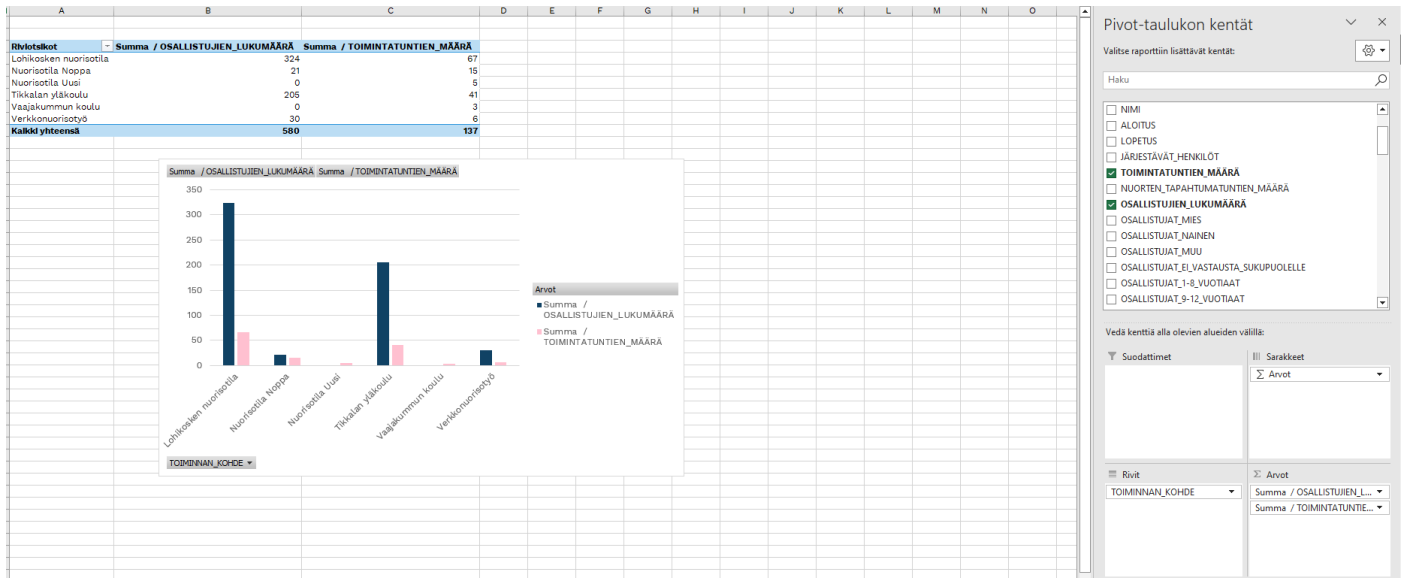 A B C D E F G H I J K L M N O
Riviotsikot Summa / OSALLISTUJIEN_LUKUMÄÄRÄ Summa / TOIMINTATUNTIEN_MÄÄRÄ
Lohikosken nuorisotila 324 67
Nuorisotila Noppa 21 15
Nuorisotila Uusi 0 5
Tikkalan yläkoulu 205 41
Vaajakummun koulu 0 3
Verkkonuorisotyö 30 6
Kaikki yhteensä 580 137
Summa / OSALLISTUJIEN_LUKUMÄÄRÄ Summa / TOIMINTATUNTIEN_MÄÄRÄ
350
300
250
200
150
100
50
0
Lohikosken nuorisotila
Nuorisotila Noppa
Nuorisotila Uusi
Tikkalan yläkoulu
Vaajakummun koulu
Verkkonuorisotyö
Arvot
Summa /
OSALLISTUJIEN_LUKUMÄÄRÄ
Summa /
TOIMINTATUNTIEN_MÄÄRÄ
TOIMINNAN_KOHDE
Pivot-taulukon kentät
Valitse raporttiin lisättävät kentät:
Haku
NIMI
ALOITUS
LOPETUS
JÄRJESTÄVÄT_HENKILÖT
TOIMINTATUNTIEN_MÄÄRÄ
NUORTEN_TAPAHTUMATUNTIEN_MÄÄRÄ
OSALLISTUJIEN_LUKUMÄÄRÄ
OSALLISTUJAT_MIES
OSALLISTUJAT_NAINEN
OSALLISTUJAT_MUU
OSALLISTUJAT_EI_VASTAUSTA_SUKUPUOLELLE
OSALLISTUJAT_1-8_VUOTIAAT
OSALLISTUJAT_9-12_VUOTIAAT
Vedä kenttiä alla olevien alueiden välillä:
Suodattimet
Sarakkeet
Σ Arvot
Rivit
TOIMINNAN_KOHDE
Σ Arvot
Summa / OSALLISTUJIEN_L...
Summa / TOIMINTATUNTIE...